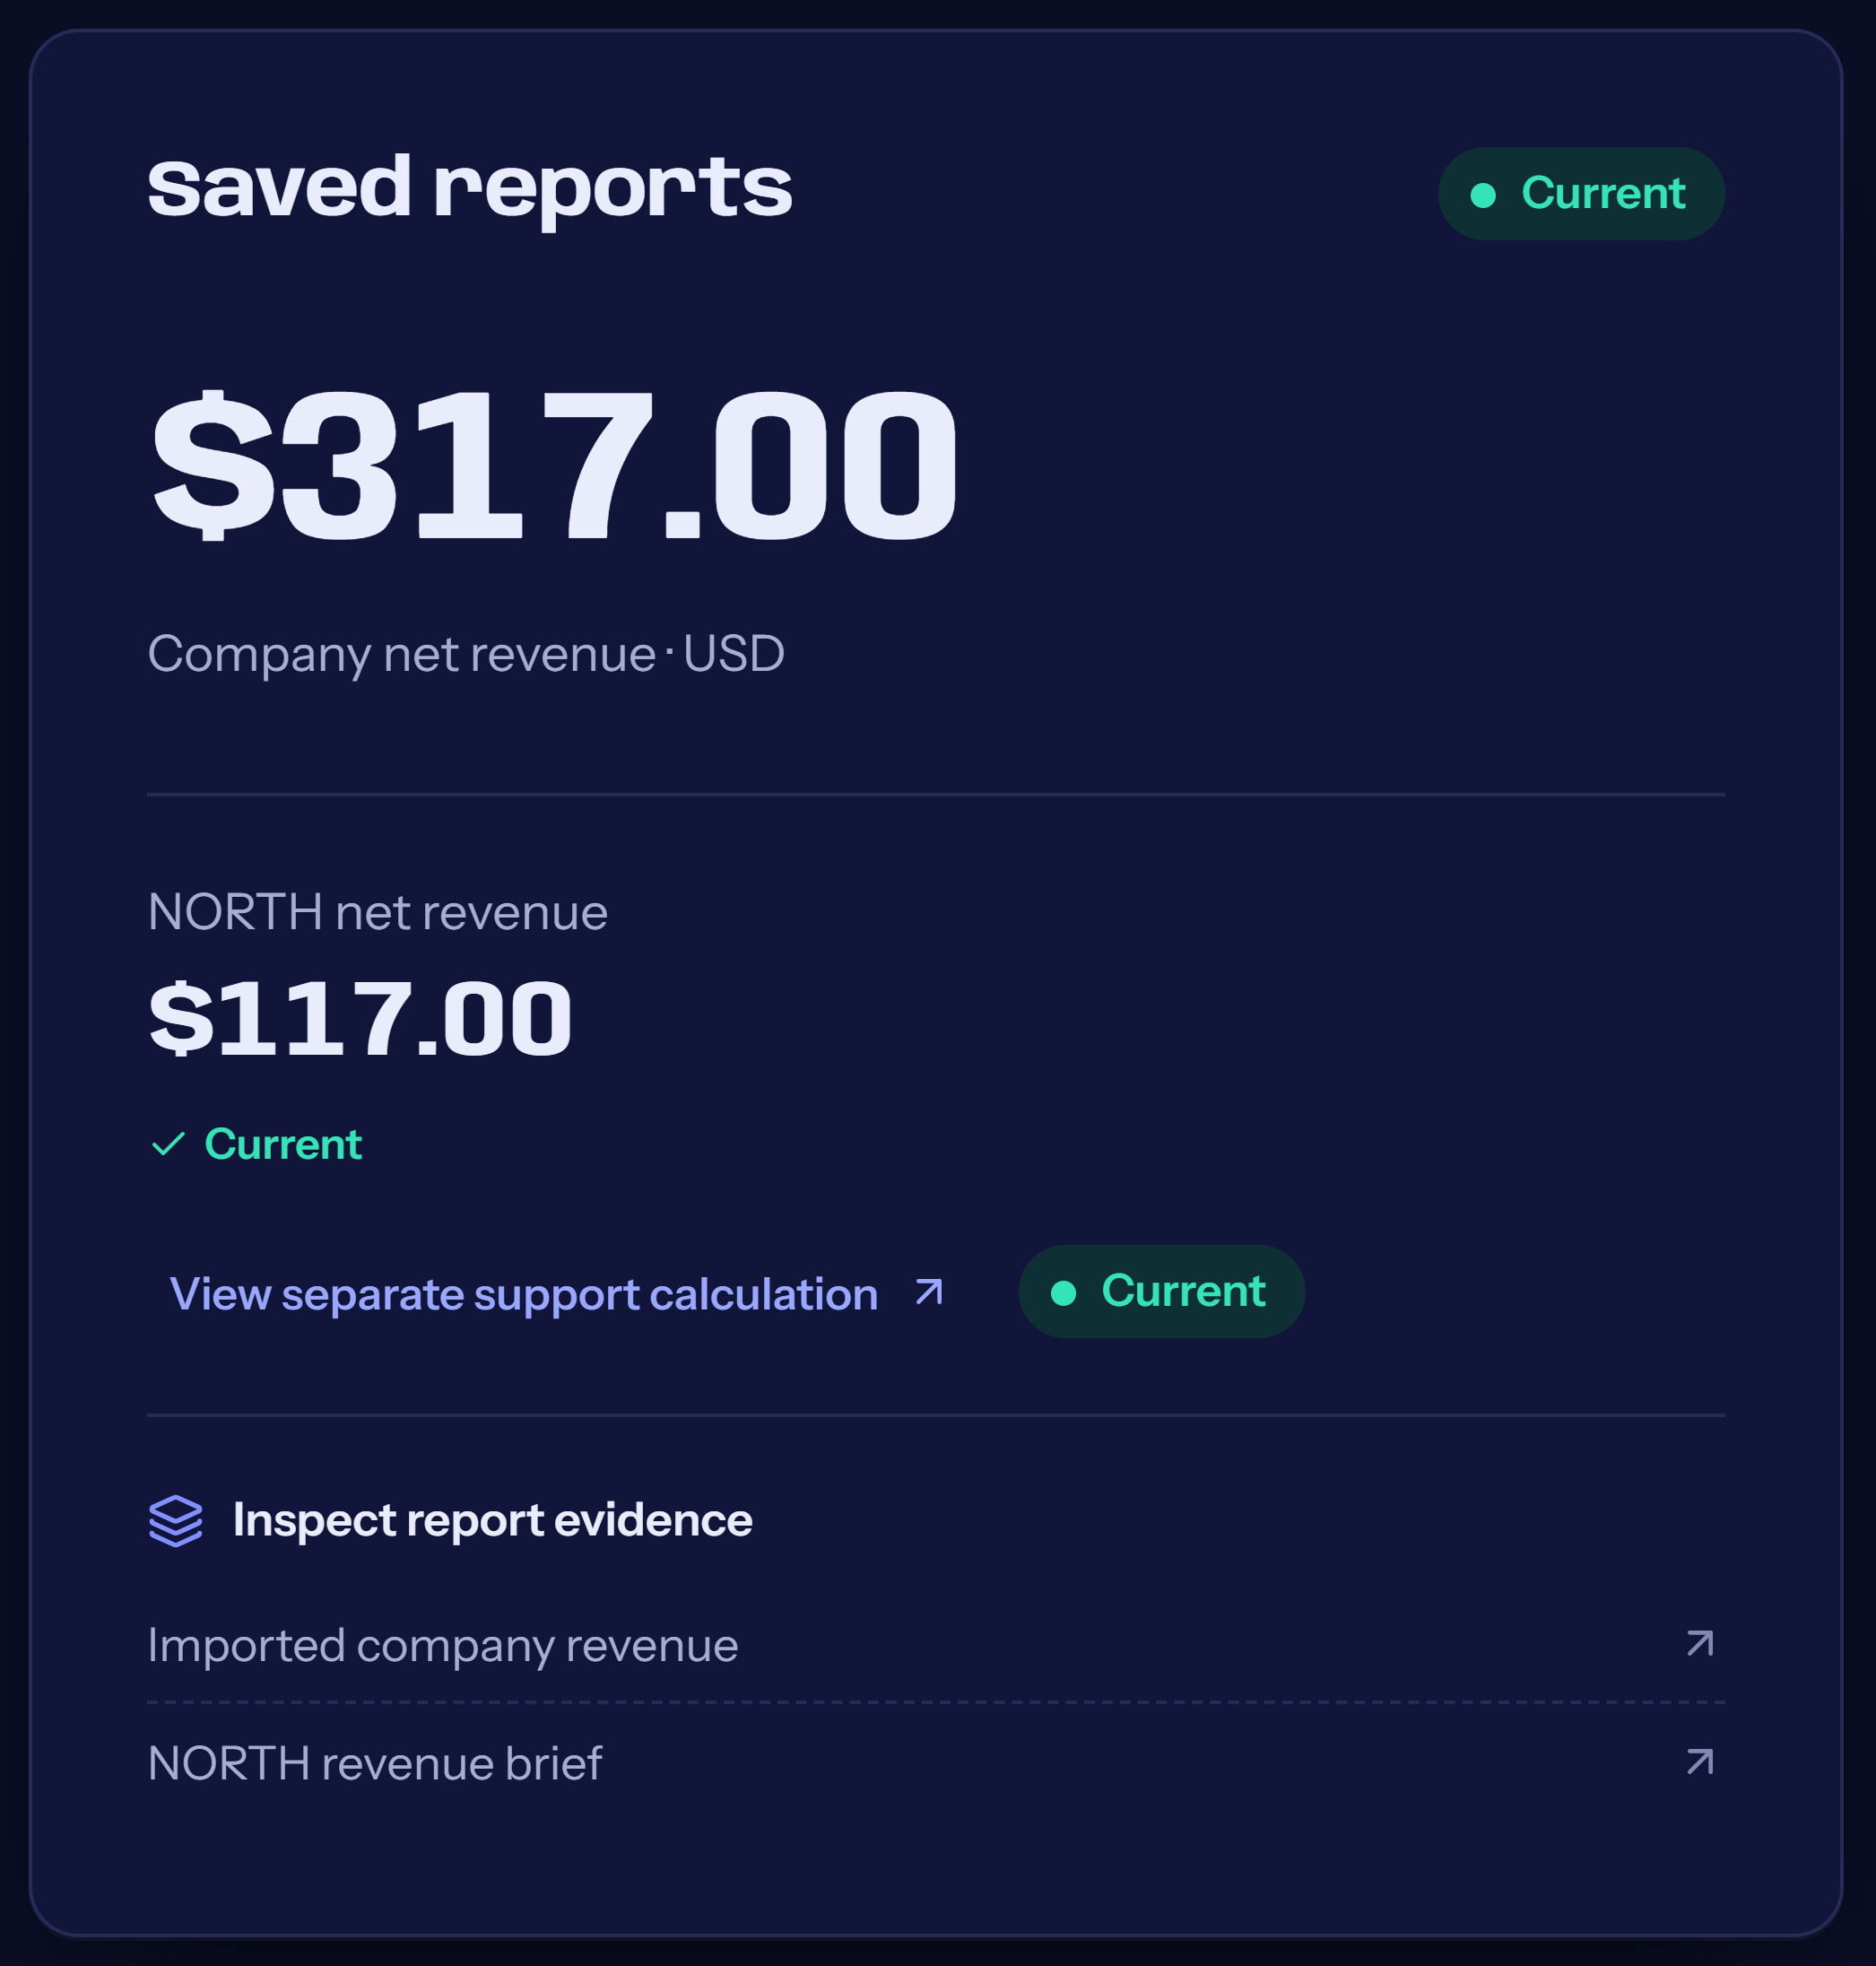 Saved reports
Current
$317.00
Company net revenue · USD
NORTH net revenue
$117.00
Current
View separate support calculation
Current
Inspect report evidence
Imported company revenue
NORTH revenue brief